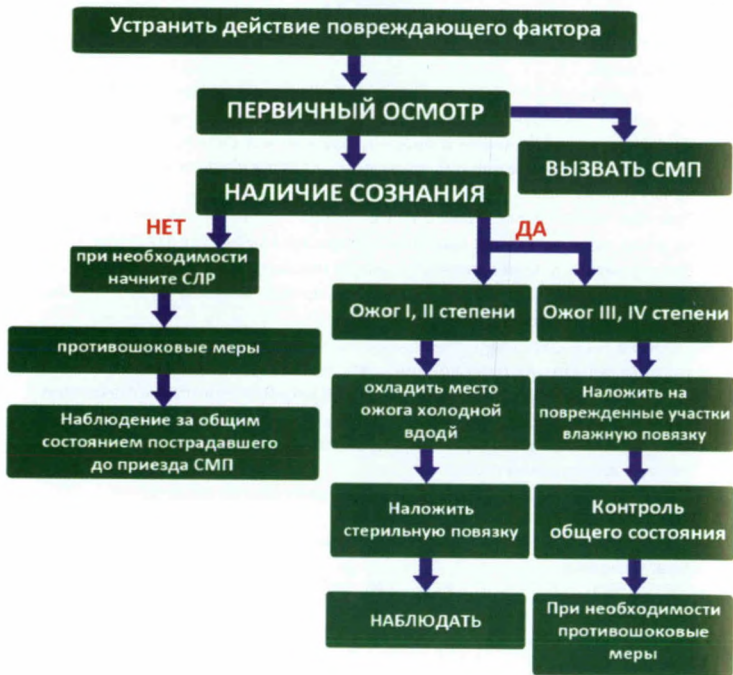 Устранить действие повреждающего фактора
ПЕРВИЧНЫЙ ОСМОТР
ВЫЗВАТЬ СМП
НАЛИЧИЕ СОЗНАНИЯ
НЕТ
ДА
при необходимости
начните СЛР
противошоковые меры
Наблюдение за общим
состоянием пострадавшего
до приезда СМП
Ожог I, II степени
охладить место
ожога холодной
вдодй
Наложить
стерильную повязку
НАБЛЮДАТЬ
Ожог III, IV степени
Наложить на
поврежденные участки
влажную повязку
Контроль
общего состояния
При необходимости
противошоковые
меры